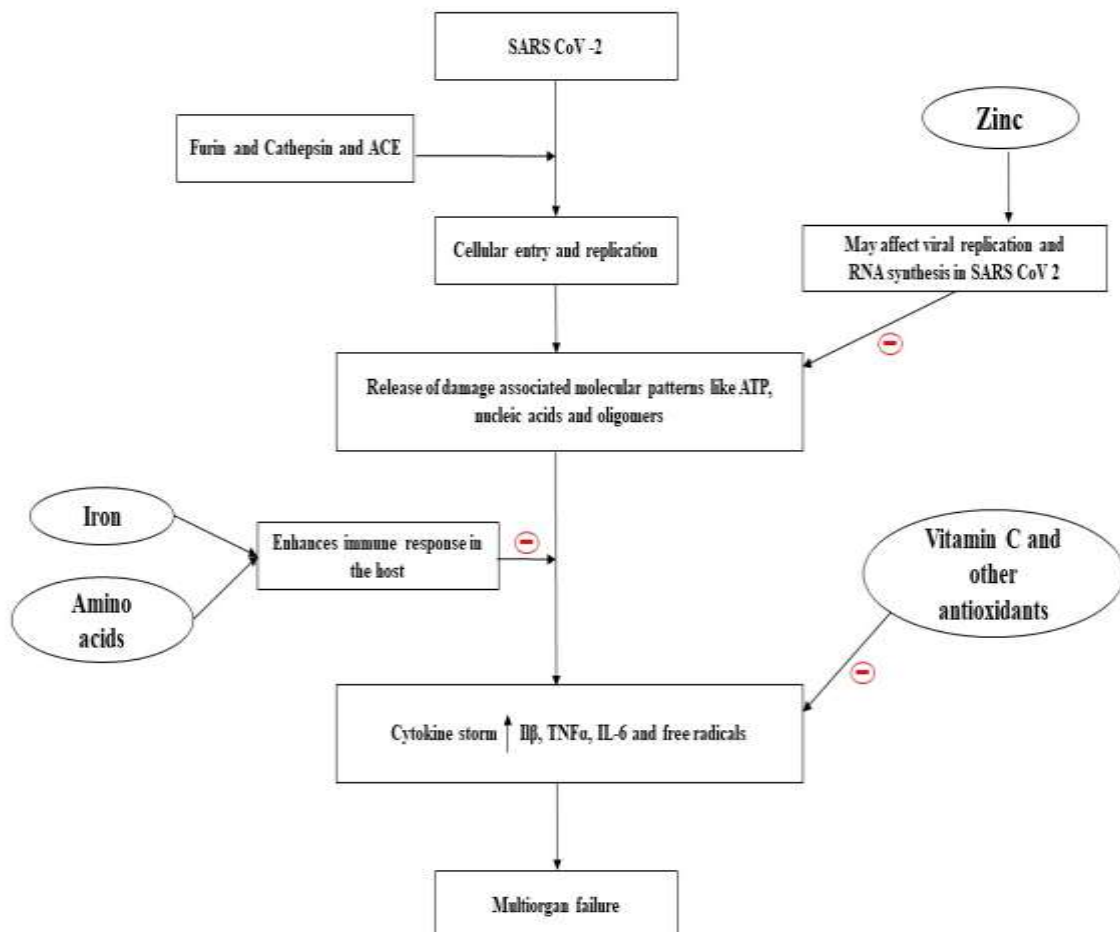 SARS CoV -2
Furin and Cathepsin and ACE
Zinc
Cellular entry and replication
May affect viral replication and
RNA synthesis in SARS CoV 2
Release of damage associated molecular patterns like ATP,
nucleic acids and oligomers
Iron
Amino
acids
Enhances immune response in
the host
Vitamin C and
other
antioxidants
Cytokine storm ↑ Ilβ, TNFα, IL-6 and free radicals
Multiorgan failure